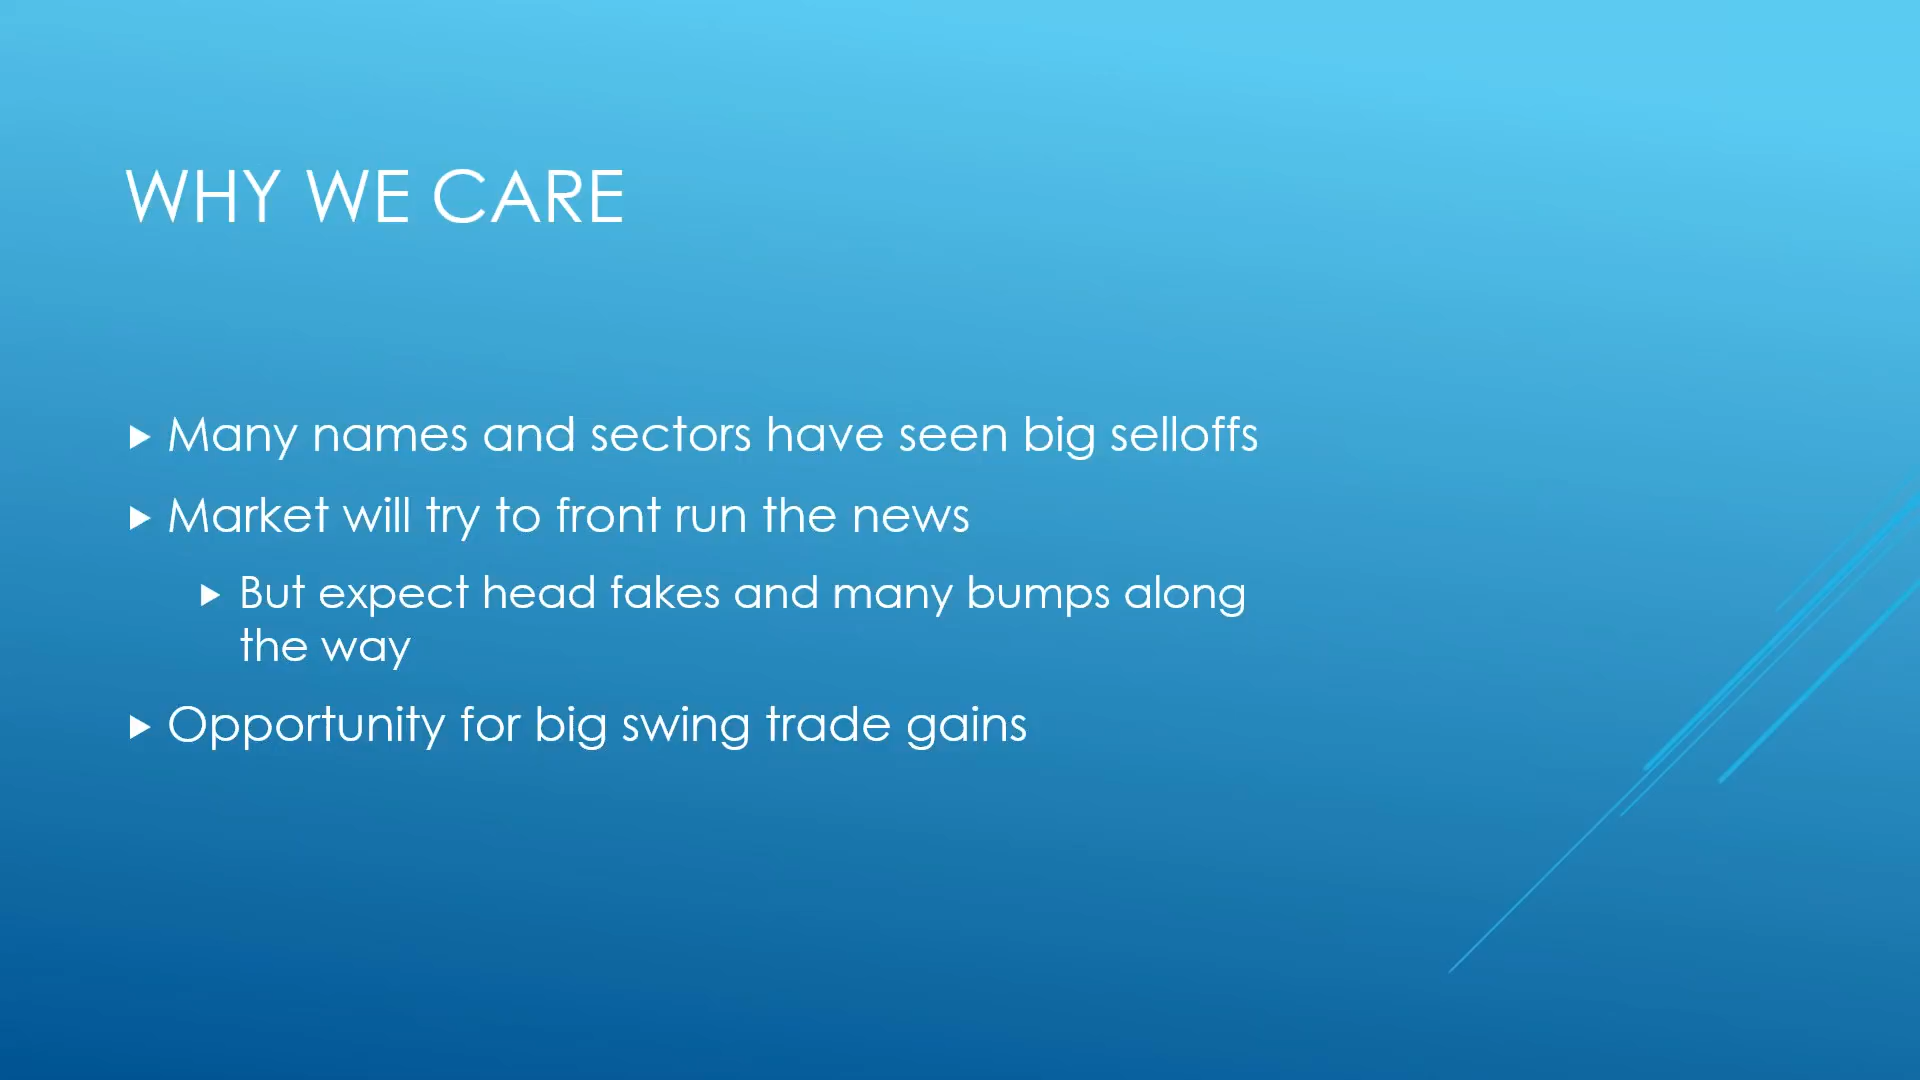 WHY WE CARE
Many names and sectors have seen big selloffs
Market will try to front run the news
But expect head fakes and many bumps along
the way
Opportunity for big swing trade gains